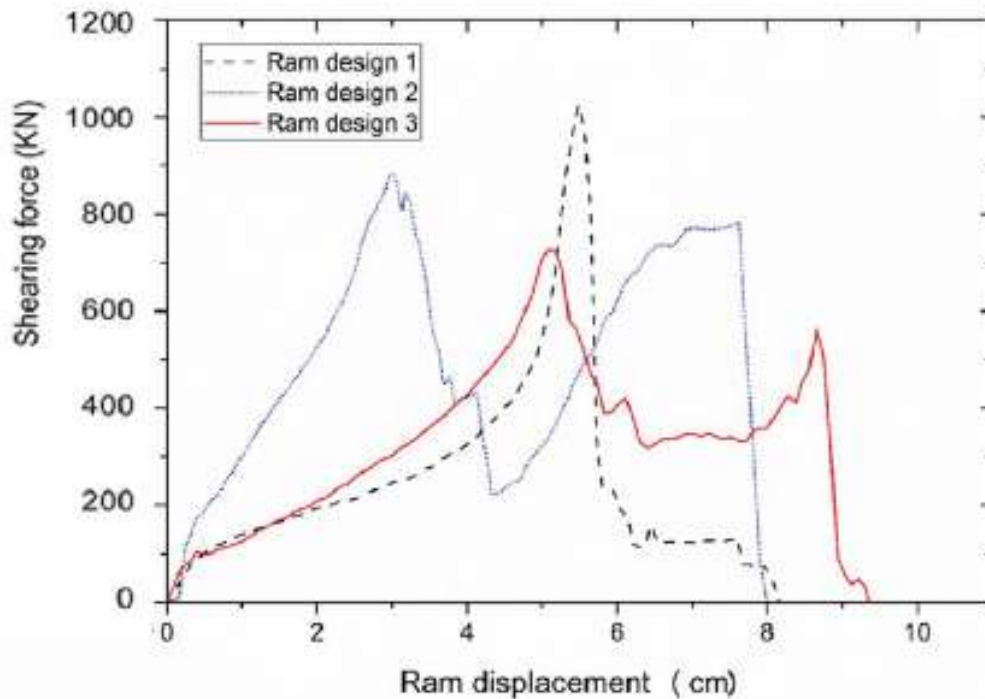 1200
1000
800
600
400
200
0
Shearing force (KN)
Ram design 1
Ram design 2
Ram design 3
0 2 4 6 8 10
Ram displacement ( cm)